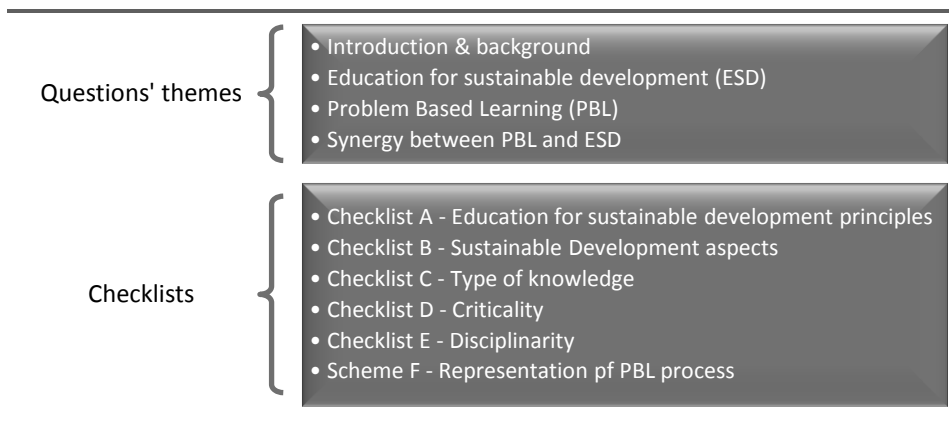 Questions' themes
• Introduction & background
• Education for sustainable development (ESD)
• Problem Based Learning (PBL)
• Synergy between PBL and ESD
Checklists
• Checklist A - Education for sustainable development principles
• Checklist B - Sustainable Development aspects
• Checklist C - Type of knowledge
• Checklist D - Criticality
• Checklist E - Disciplinarity
• Scheme F - Representation pf PBL process